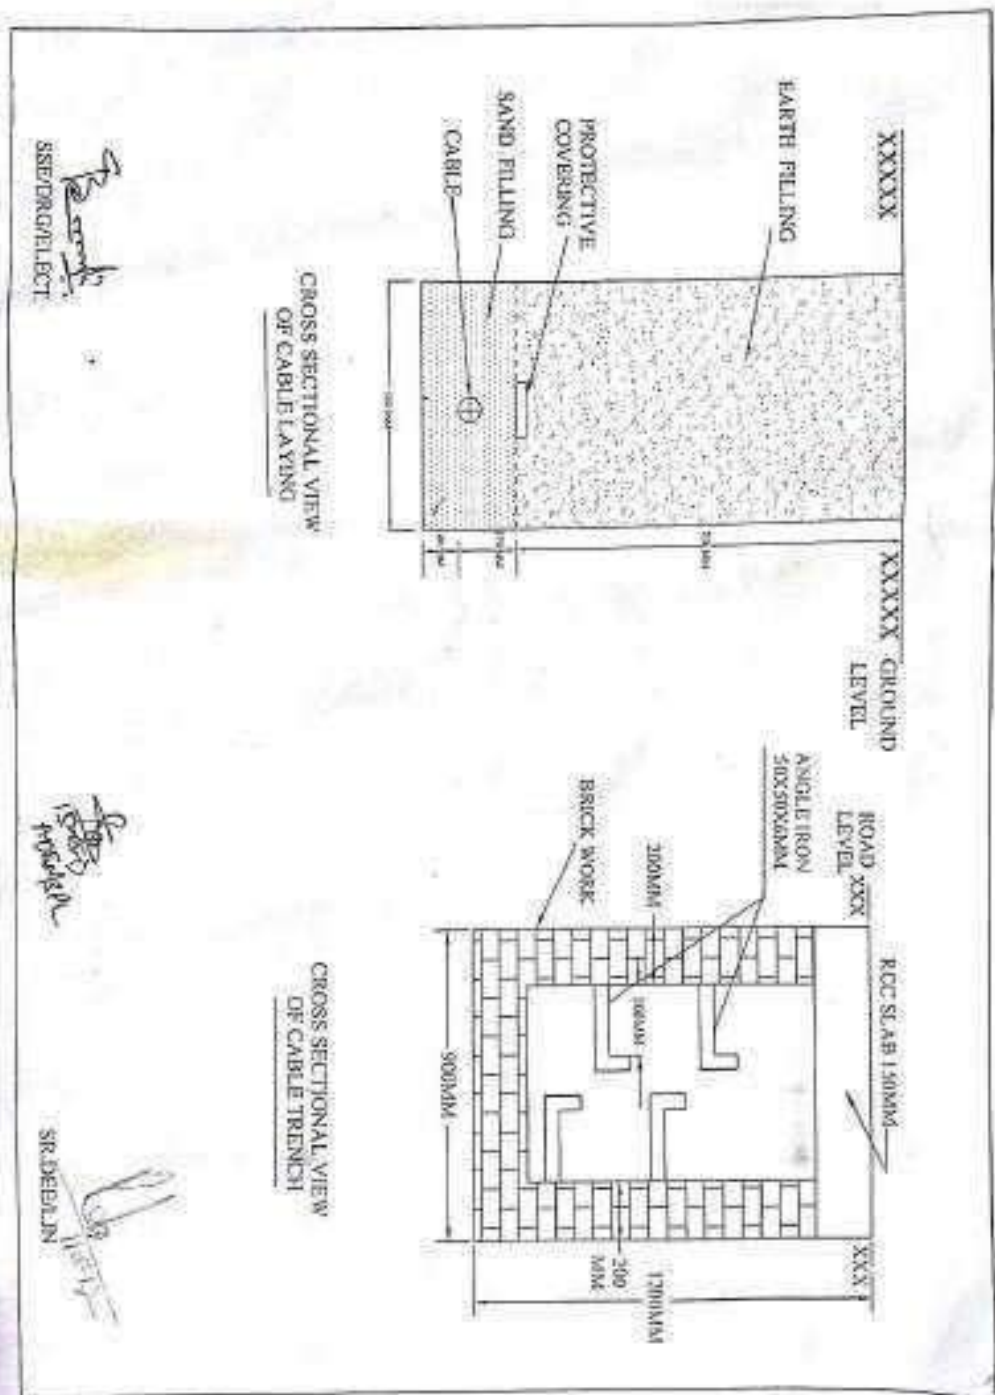 XXXXX
XXXXX
GROUND
LEVEL
EARTH FILLING
PROTECTIVE
COVERING
SAND FILLING
CABLE
CROSS SECTIONAL VIEW
OF CABLE LAYING
SSE/DRG/ELECT.
ROAD
LEVEL XXX
RCC SLAB 150MM
XXX
ANGLE IRON
50X50X6MM
200MM
BRICK WORK
900MM
200
MM
1200MM
CROSS SECTIONAL VIEW
OF CABLE TRENCH
SR.DEE/LJN